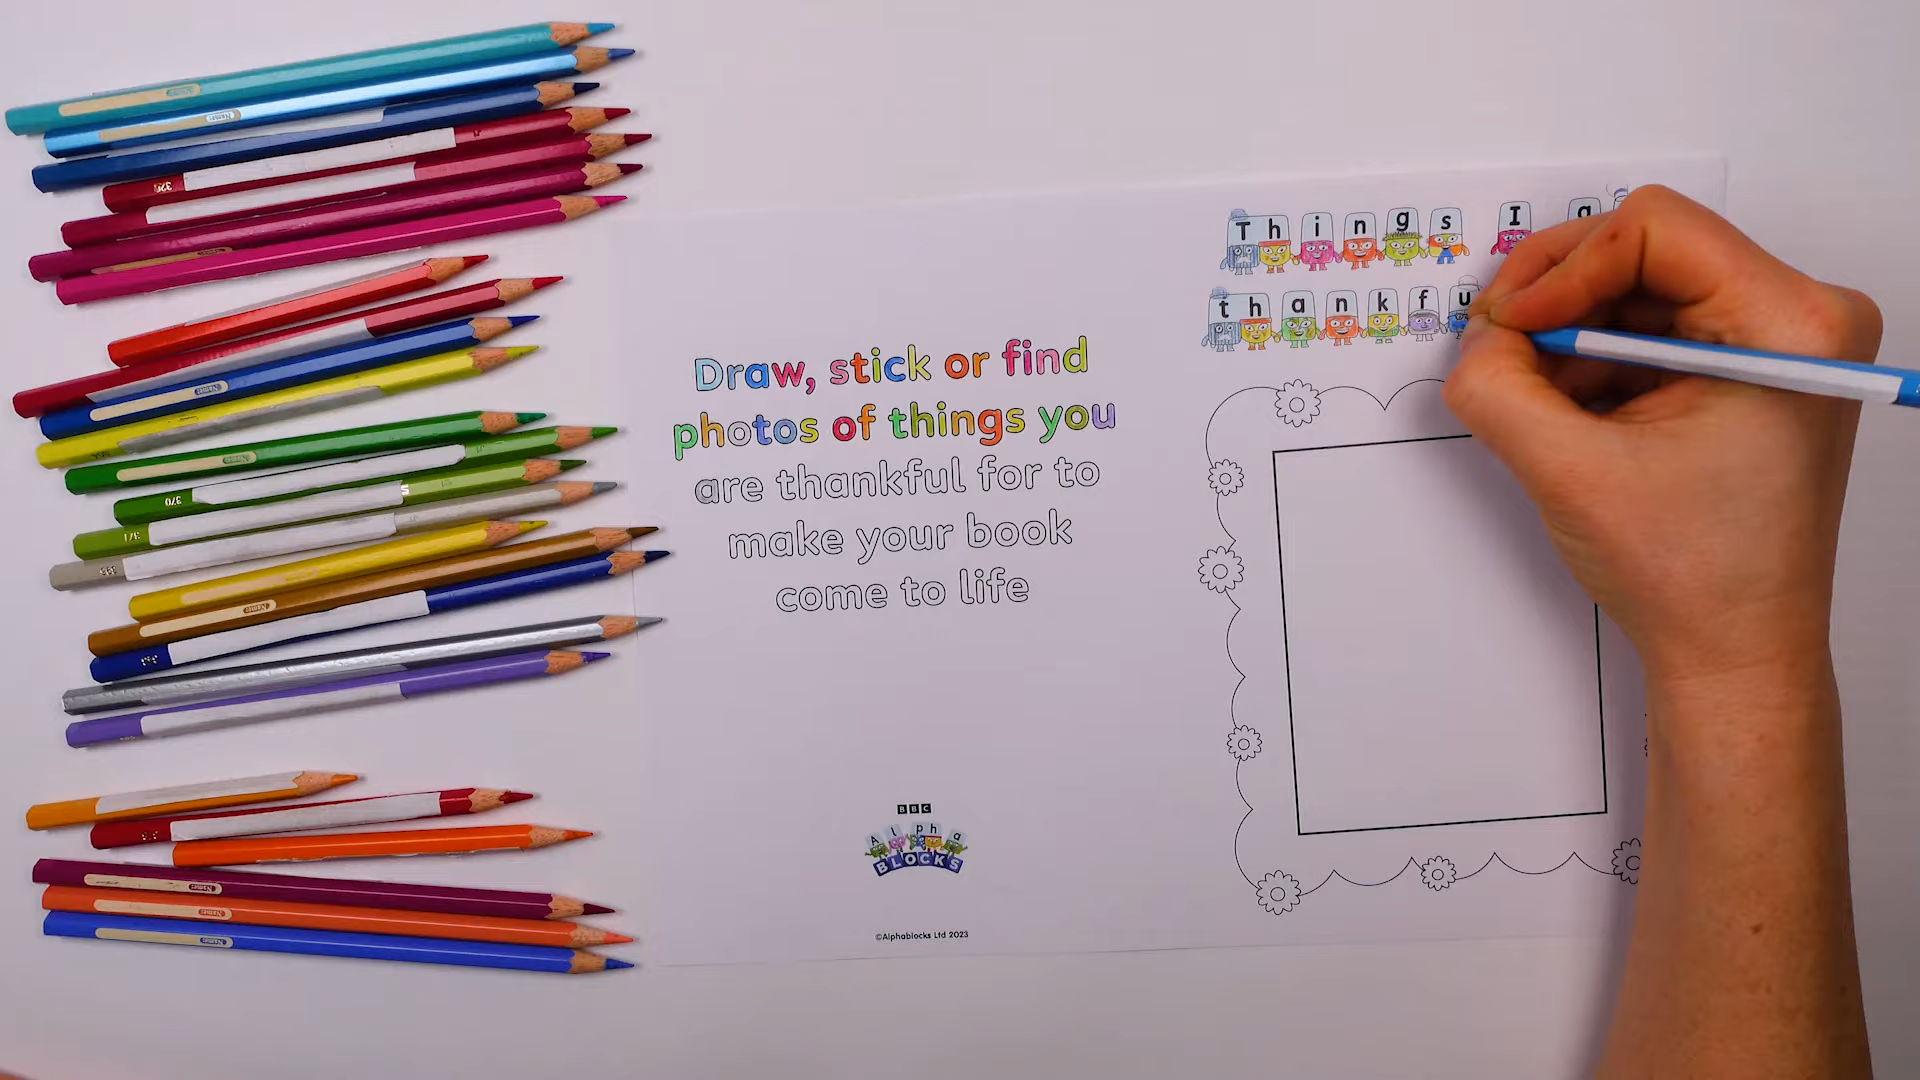 Things I a
thankfu
Draw, stick or find
photos of things you
are thankful for to
make your book
come to life
BBC
Alpha
BLOCKS
©Alphablocks Ltd 2023